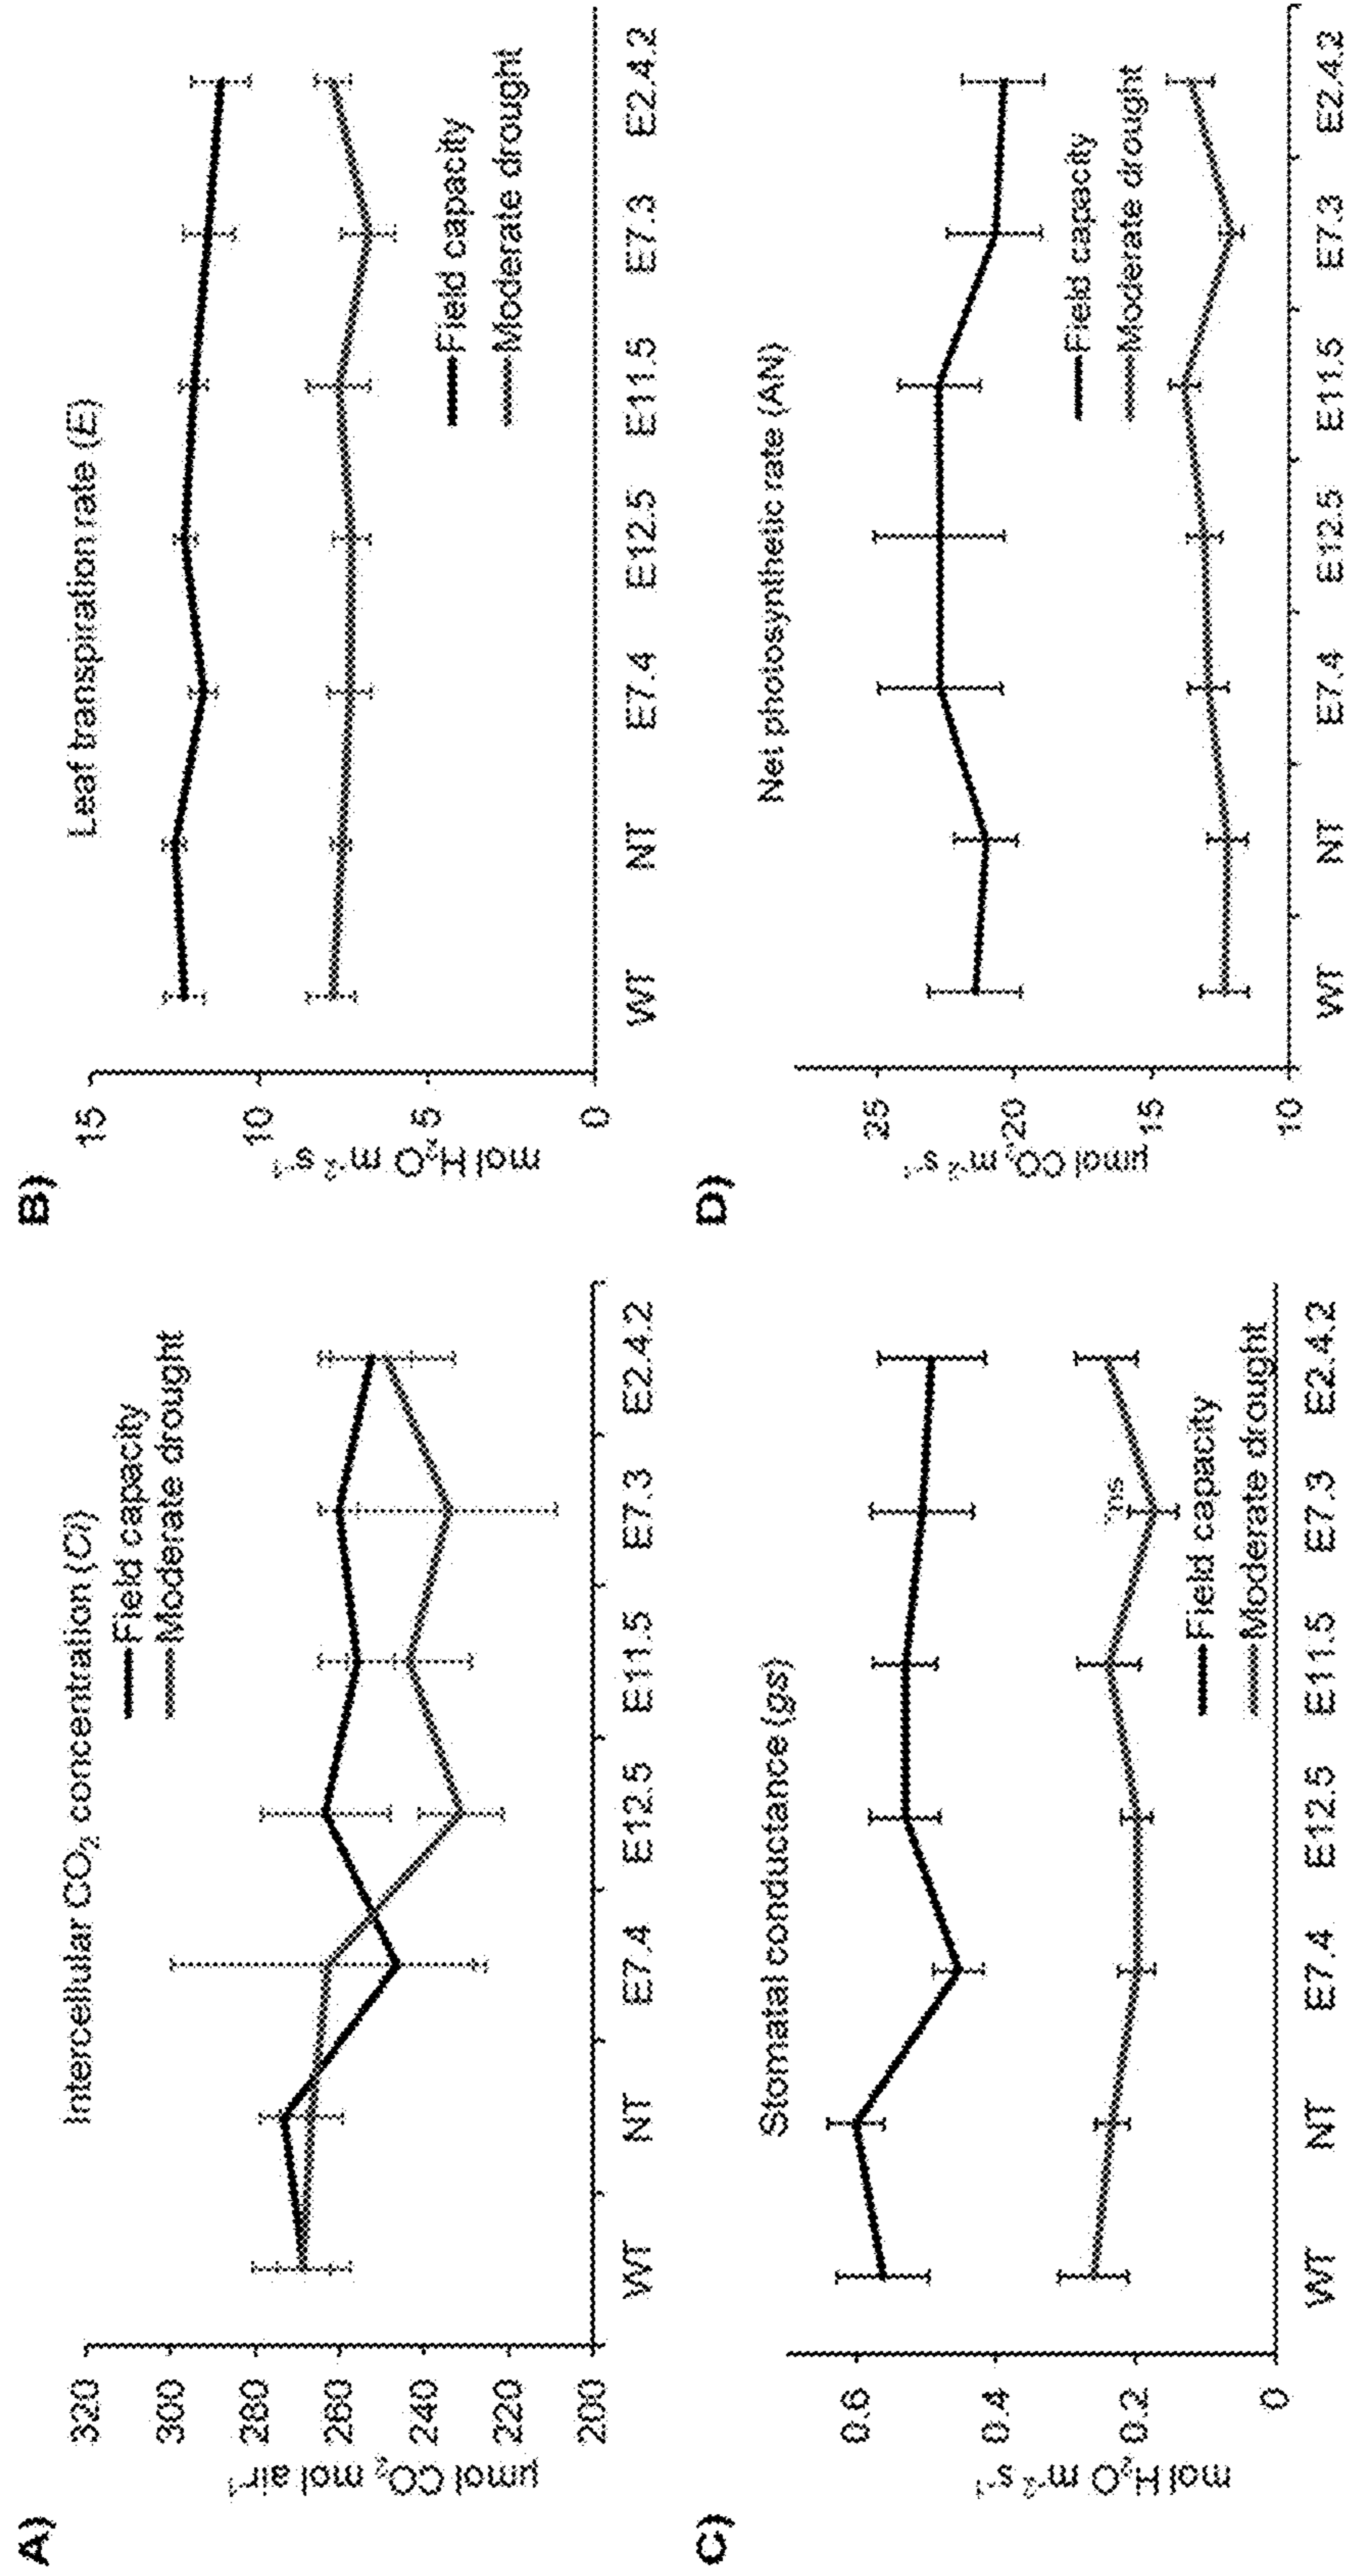 A)
Intercellular CO₂ concentration (Ci)
Field capacity
Moderate drought
µmol CO₂ mol air⁻¹
320
300
280
260
240
220
200
WT NT E7.4 E12.5 E11.5 E7.3 E2.4.2
B)
Leaf transpiration rate (E)
Field capacity
Moderate drought
mol H₂O m⁻² s⁻¹
15
10
5
0
WT NT E7.4 E12.5 E11.5 E7.3 E2.4.2
C)
Stomatal conductance (gs)
Field capacity
Moderate drought
mol H₂O m⁻² s⁻¹
0.6
0.4
0.2
0
ns
WT NT E7.4 E12.5 E11.5 E7.3 E2.4.2
D)
Net photosynthetic rate (AN)
Field capacity
Moderate drought
µmol CO₂ m⁻² s⁻¹
25
20
15
10
WT NT E7.4 E12.5 E11.5 E7.3 E2.4.2